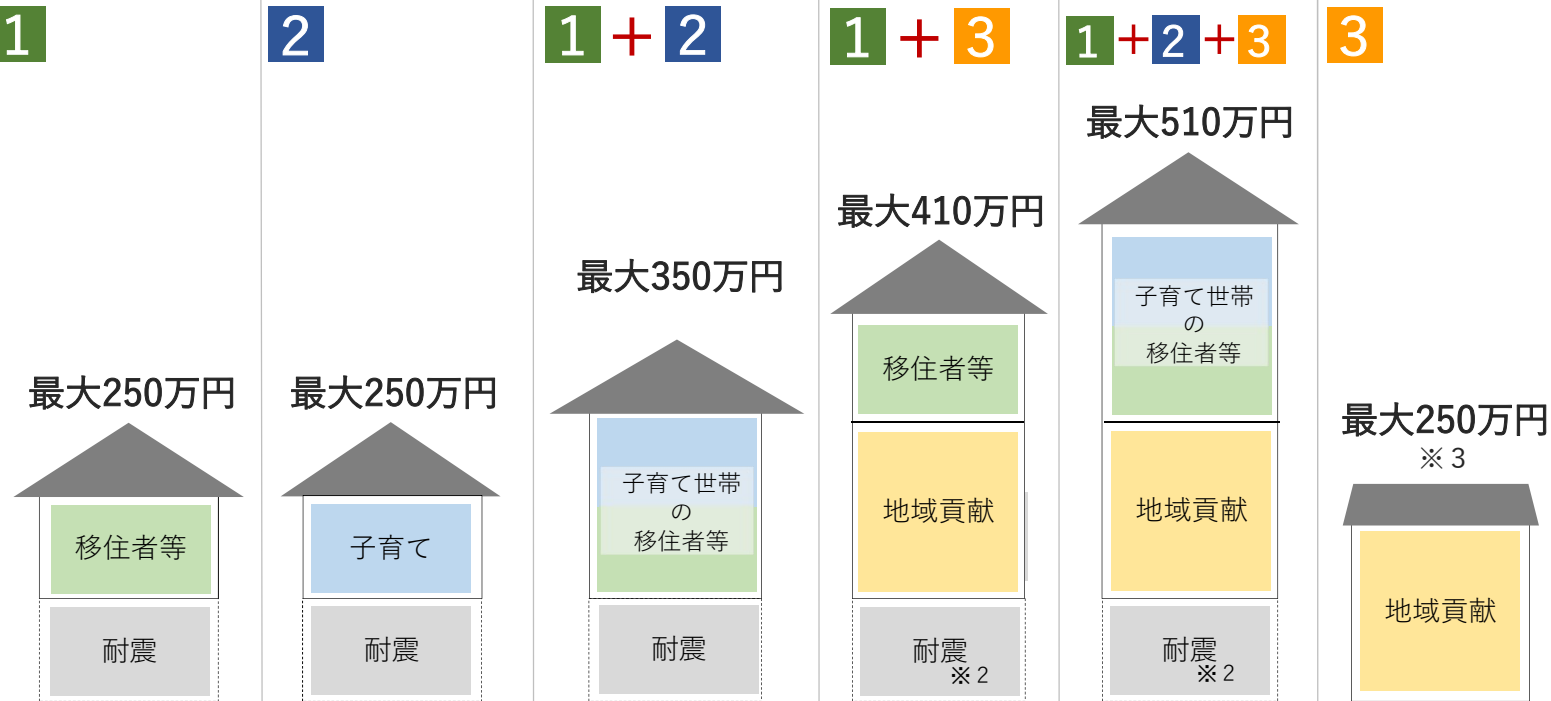 1
最大250万円
移住者等
耐震
2
最大250万円
子育て
耐震
1+2
最大350万円
子育て世帯
の
移住者等
耐震
1+3
最大410万円
移住者等
地域貢献
耐震
※2
1+2+3
最大510万円
子育て世帯
の
移住者等
地域貢献
耐震
※2
3
最大250万円
※3
地域貢献